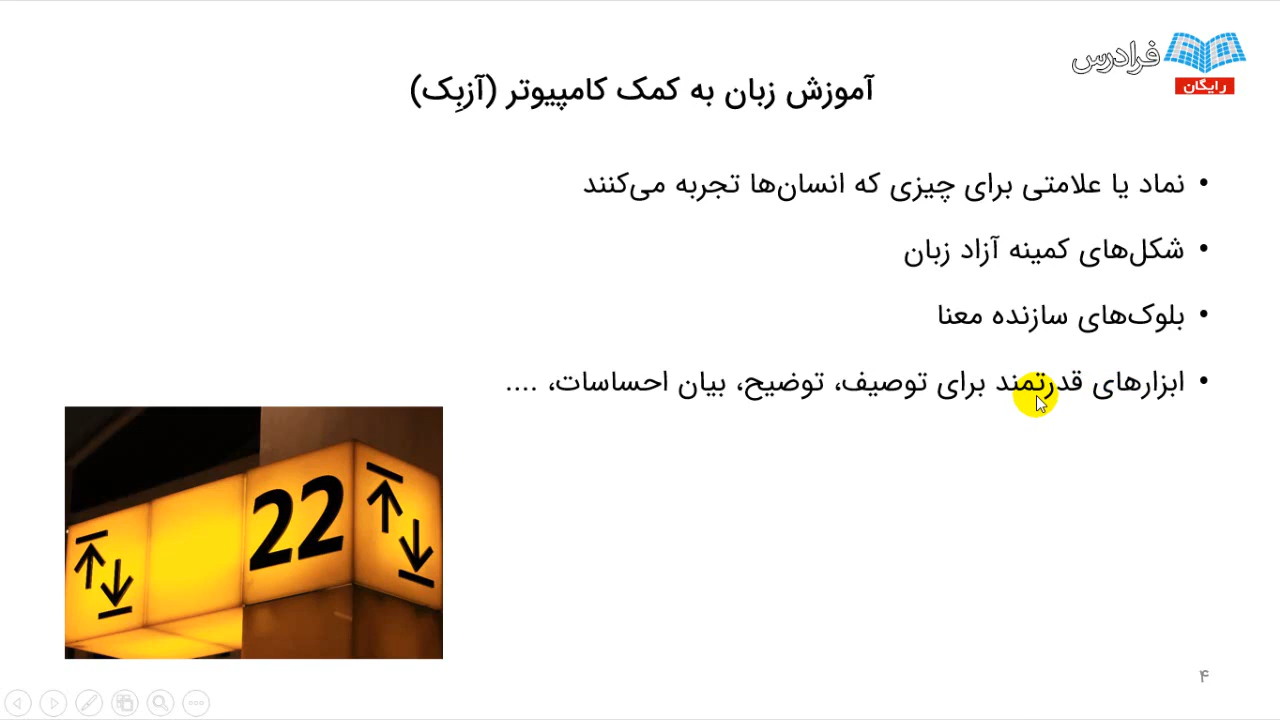 فرادرس
رایگان
آموزش زبان به کمک کامپیوتر (آزبِک)
• نماد یا علامتی برای چیزی که انسان‌ها تجربه می‌کنند
• شکل‌های کمینه آزاد زبان
• بلوک‌های سازنده معنا
• ابزارهای قدرتمند برای توصیف، توضیح، بیان احساسات، ....
22
۴